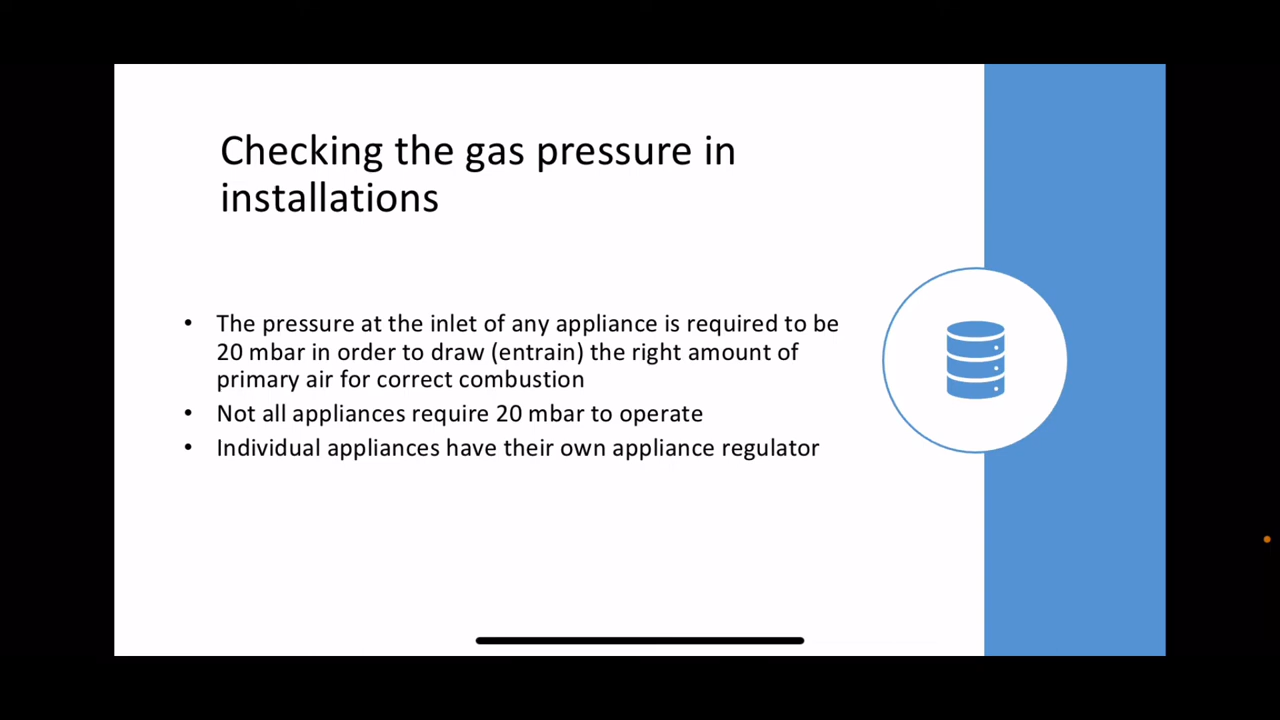 Checking the gas pressure in
installations
• The pressure at the inlet of any appliance is required to be
20 mbar in order to draw (entrain) the right amount of
primary air for correct combustion
• Not all appliances require 20 mbar to operate
• Individual appliances have their own appliance regulator